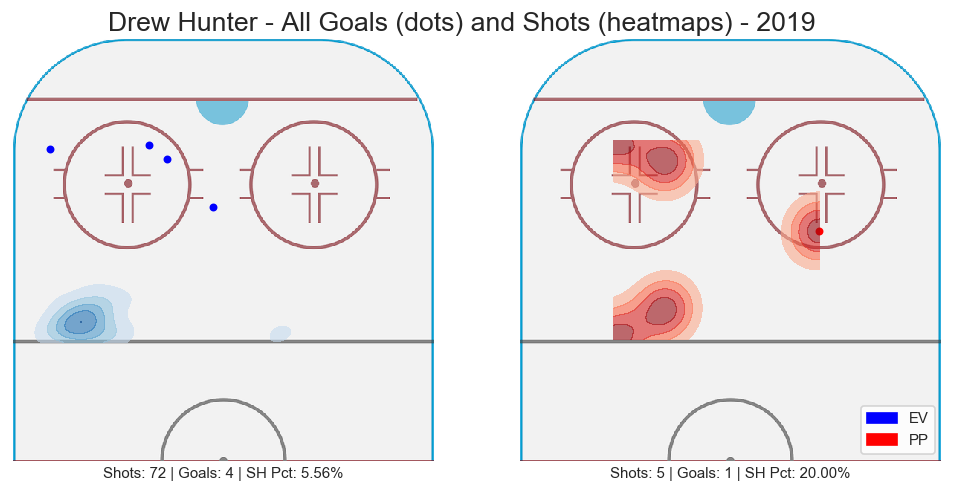 Drew Hunter - All Goals (dots) and Shots (heatmaps) - 2019
EV
PP
Shots: 72 | Goals: 4 | SH Pct: 5.56%
Shots: 5 | Goals: 1 | SH Pct: 20.00%